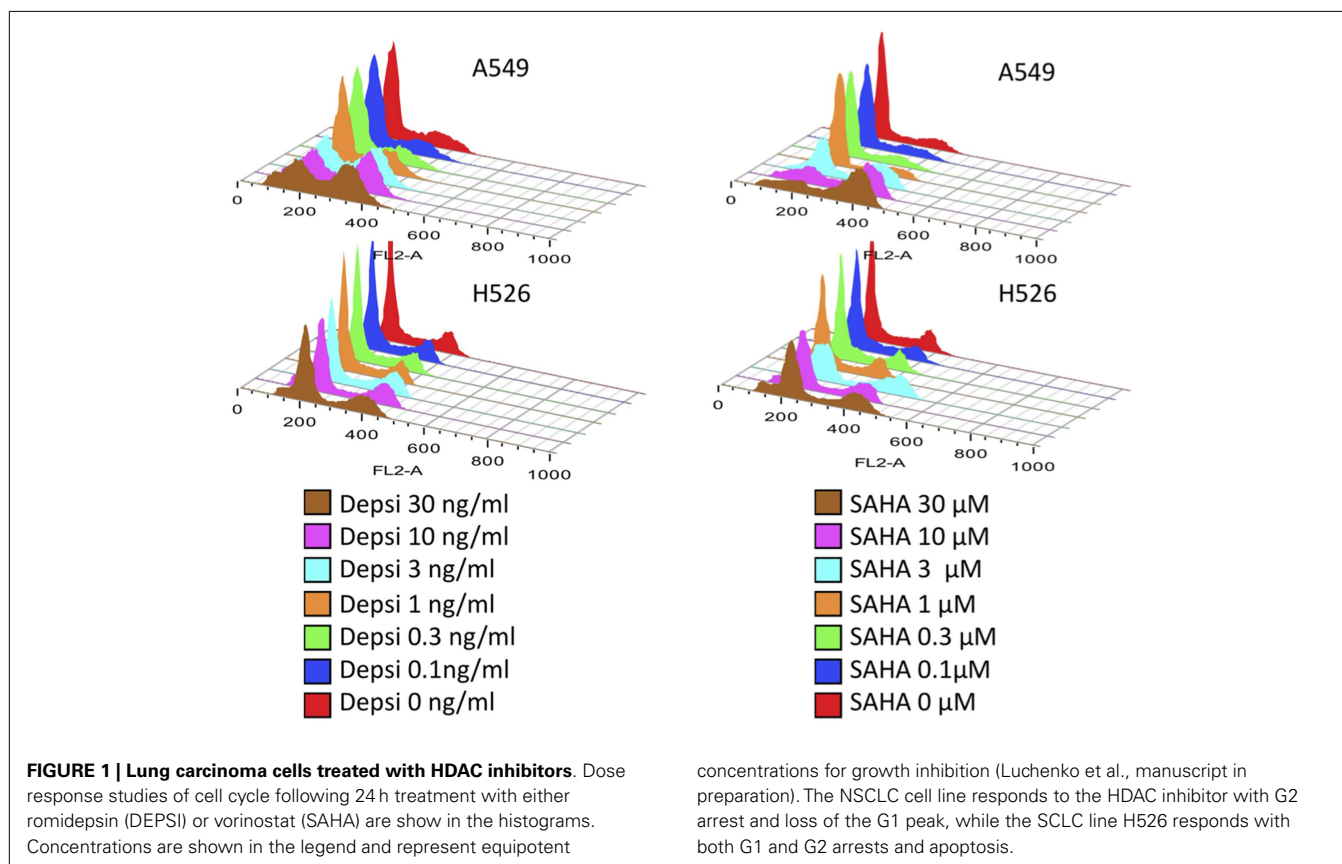 A549
0
200
400
600
800
1000
FL2-A
A549
0
200
400
600
800
1000
FL2-A
H526
0
200
400
600
800
1000
FL2-A
H526
0
200
400
600
800
1000
FL2-A
Depsi 30 ng/ml
Depsi 10 ng/ml
Depsi 3 ng/ml
Depsi 1 ng/ml
Depsi 0.3 ng/ml
Depsi 0.1ng/ml
Depsi 0 ng/ml
SAHA 30 µM
SAHA 10 µM
SAHA 3 µM
SAHA 1 µM
SAHA 0.3 µM
SAHA 0.1µM
SAHA 0 µM
FIGURE 1 | Lung carcinoma cells treated with HDAC inhibitors. Dose
response studies of cell cycle following 24 h treatment with either
romidepsin (DEPSI) or vorinostat (SAHA) are show in the histograms.
Concentrations are shown in the legend and represent equipotent
concentrations for growth inhibition (Luchenko et al., manuscript in
preparation). The NSCLC cell line responds to the HDAC inhibitor with G2
arrest and loss of the G1 peak, while the SCLC line H526 responds with
both G1 and G2 arrests and apoptosis.